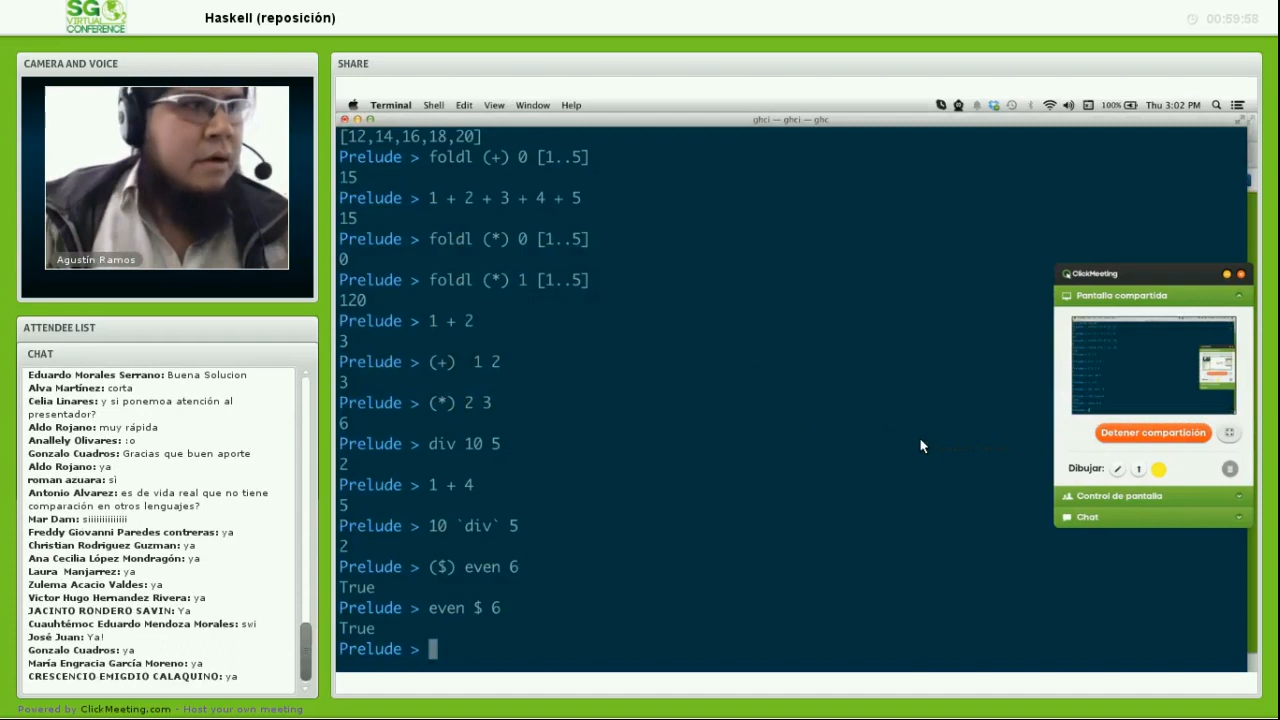 SG
VIRTUAL
CONFERENCE
Haskell (reposición)
00:59:58
CAMERA AND VOICE
Agustín Ramos
ATTENDEE LIST
CHAT
Eduardo Morales Serrano: Buena Solucion
Alva Martínez: corta
Celia Linares: y si ponemoa atención al
presentador?
Aldo Rojano: muy rápida
Anallely Olivares: :o
Gonzalo Cuadros: Gracias que buen aporte
Aldo Rojano: ya
roman azuara: sì
Antonio Alvarez: es de vida real que no tiene
comparación en otros lenguajes?
Mar Dam: siiiiiiiiiiiiii
Freddy Giovanni Paredes contreras: ya
Christian Rodriguez Guzman: ya
Ana Cecilia López Mondragón: ya
Laura Manjarrez: ya
Zulema Acacio Valdes: ya
Victor Hugo Hernandez Rivera: ya
JACINTO RONDERO SAVIN: Ya
Cuauhtémoc Eduardo Mendoza Morales: swi
José Juan: Ya!
Gonzalo Cuadros: ya
María Engracia García Moreno: ya
CRESCENCIO EMIGDIO CALAQUINO: ya
SHARE
Terminal Shell Edit View Window Help
100% Thu 3:02 PM
ghci — ghci — ghc
[12,14,16,18,20]
Prelude > foldl (+) 0 [1..5]
15
Prelude > 1 + 2 + 3 + 4 + 5
15
Prelude > foldl (*) 0 [1..5]
0
Prelude > foldl (*) 1 [1..5]
120
Prelude > 1 + 2
3
Prelude > (+)  1 2
3
Prelude > (*) 2 3
6
Prelude > div 10 5
2
Prelude > 1 + 4
5
Prelude > 10 `div` 5
2
Prelude > ($) even 6
True
Prelude > even $ 6
True
Prelude >
ClickMeeting
Pantalla compartida
Detener compartición
Dibujar:
Control de pantalla
Chat
Powered by ClickMeeting.com - Host your own meeting